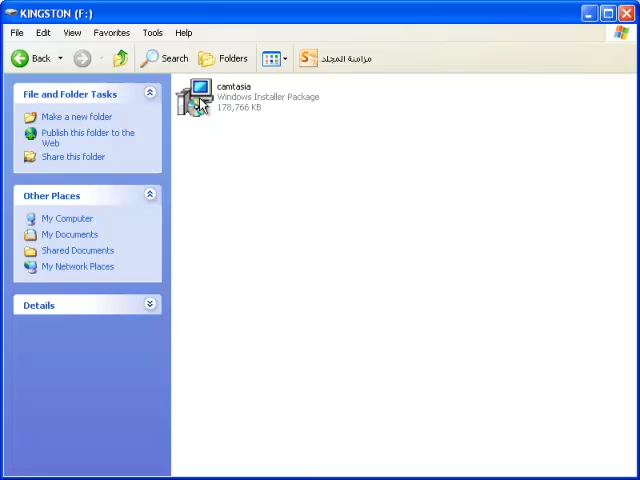 KINGSTON (F:)
File Edit View Favorites Tools Help
Back Search Folders مزامنة المجلد
File and Folder Tasks
Make a new folder
Publish this folder to the
Web
Share this folder
Other Places
My Computer
My Documents
Shared Documents
My Network Places
Details
camtasia
Windows Installer Package
178,766 KB